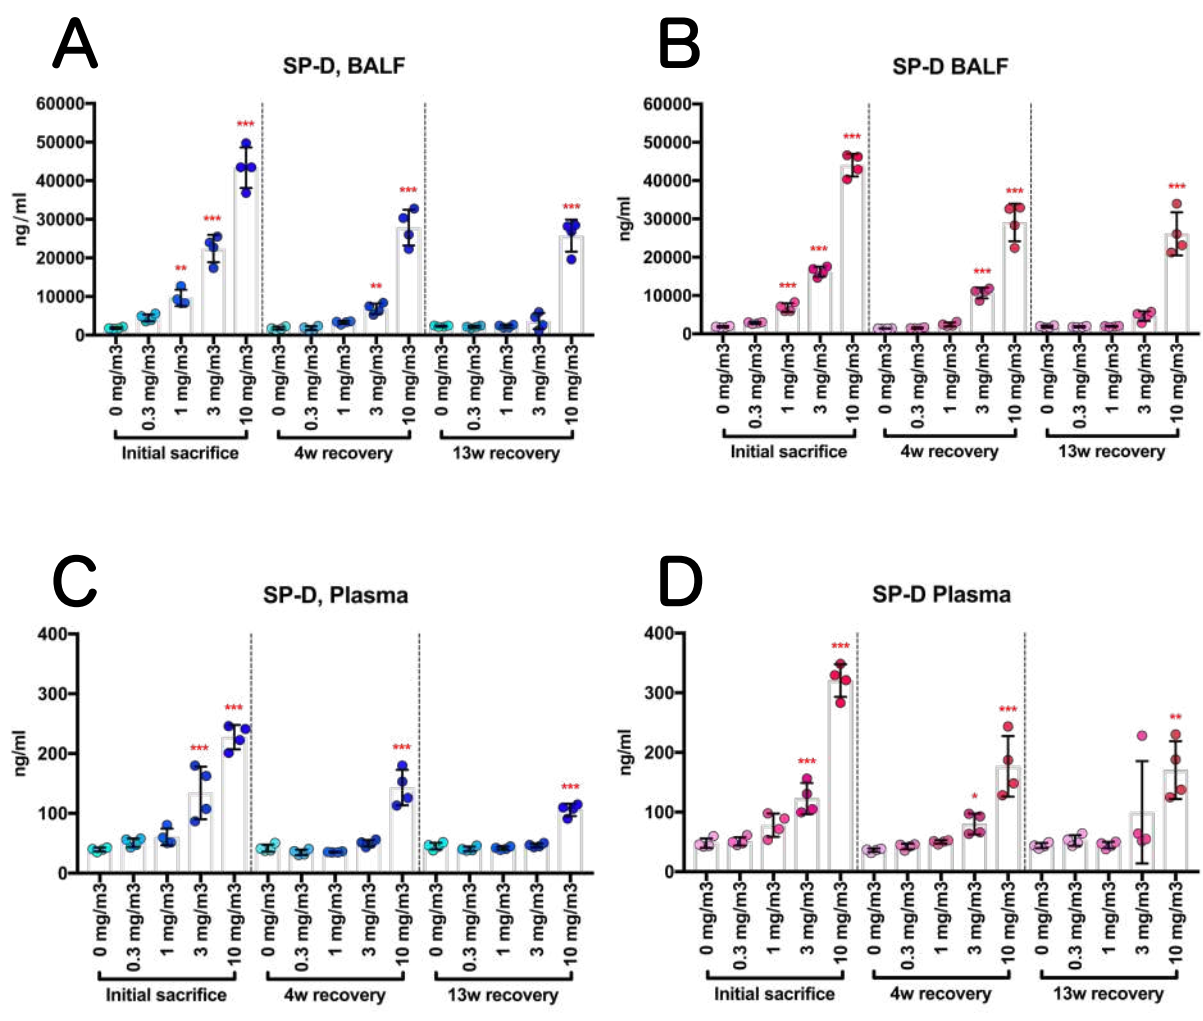 A
SP-D, BALF
ng/ml
60000
50000
40000
30000
20000
10000
0
**
***
***
**
***
***
0 mg/m3
0.3 mg/m3
1 mg/m3
3 mg/m3
10 mg/m3
0 mg/m3
0.3 mg/m3
1 mg/m3
3 mg/m3
10 mg/m3
0 mg/m3
0.3 mg/m3
1 mg/m3
3 mg/m3
10 mg/m3
Initial sacrifice
4w recovery
13w recovery
B
SP-D BALF
ng/ml
60000
50000
40000
30000
20000
10000
0
***
***
***
***
***
***
0 mg/m3
0.3 mg/m3
1 mg/m3
3 mg/m3
10 mg/m3
0 mg/m3
0.3 mg/m3
1 mg/m3
3 mg/m3
10 mg/m3
0 mg/m3
0.3 mg/m3
1 mg/m3
3 mg/m3
10 mg/m3
Initial sacrifice
4w recovery
13w recovery
C
SP-D, Plasma
ng/ml
400
300
200
100
0
***
***
***
***
0 mg/m3
0.3 mg/m3
1 mg/m3
3 mg/m3
10 mg/m3
0 mg/m3
0.3 mg/m3
1 mg/m3
3 mg/m3
10 mg/m3
0 mg/m3
0.3 mg/m3
1 mg/m3
3 mg/m3
10 mg/m3
Initial sacrifice
4w recovery
13w recovery
D
SP-D Plasma
ng/ml
400
300
200
100
0
***
***
*
***
**
0 mg/m3
0.3 mg/m3
1 mg/m3
3 mg/m3
10 mg/m3
0 mg/m3
0.3 mg/m3
1 mg/m3
3 mg/m3
10 mg/m3
0 mg/m3
0.3 mg/m3
1 mg/m3
3 mg/m3
10 mg/m3
Initial sacrifice
4w recovery
13w recovery